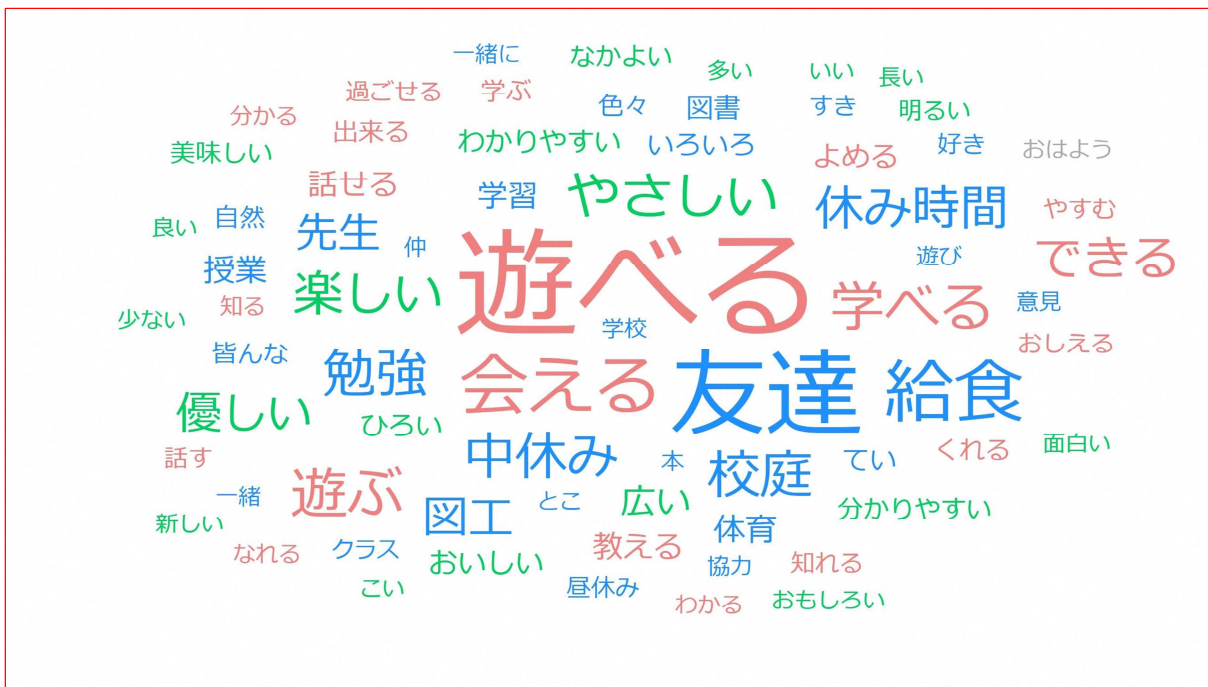 一緒に
なかよい
多い
いい
長い
過ごせる
学ぶ
色々
図書
すき
明るい
分かる
出来る
わかりやすい
いろいろ
よめる
好き
おはよう
美味しい
話せる
学習
やさしい
休み時間
やすむ
良い
自然
先生
仲
遊べる
遊び
できる
授業
楽しい
学べる
意見
少ない
知る
学校
おしえる
皆んな
勉強
会える
友達
給食
優しい
ひろい
中休み
本
校庭
てい
くれる
面白い
話す
一緒
遊ぶ
図工
とこ
広い
体育
分かりやすい
新しい
なれる
クラス
おいしい
教える
協力
知れる
こい
昼休み
わかる
おもしろい